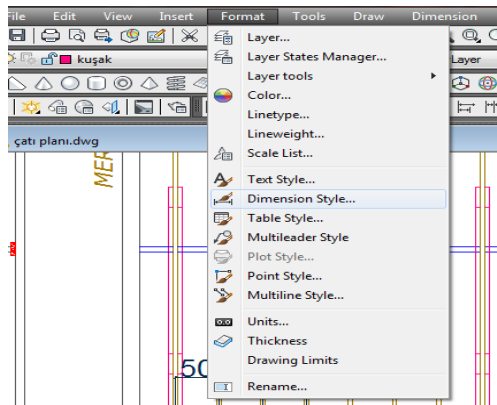 File Edit View Insert Format Tools Draw Dimension
kuşak
Layer
Layer...
Layer States Manager...
Layer tools
Color...
Linetype...
Lineweight...
Scale List...
çatı planı.dwg
MER
Text Style...
Dimension Style...
Table Style...
Multileader Style
Plot Style...
Point Style...
Multiline Style...
Units...
Thickness
Drawing Limits
50
Rename...